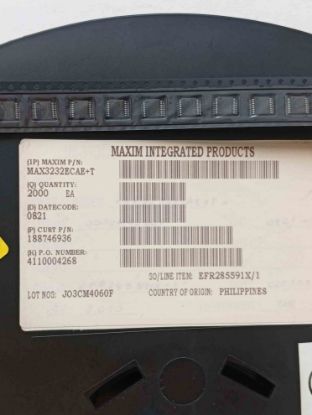 MAXIM INTEGRATED PRODUCTS
(1P) MAXIM P/N:
MAX3232ECAE+T
(Q) QUANTITY:
2000 EA
(D) DATECODE:
0821
(P) CUST P/N:
188746936
(K) P.O. NUMBER:
4110004268
SO/LINE ITEM: EFR285591X/1
LOT NOS: JO3CM4060F COUNTRY OF ORIGIN: PHILIPPINES